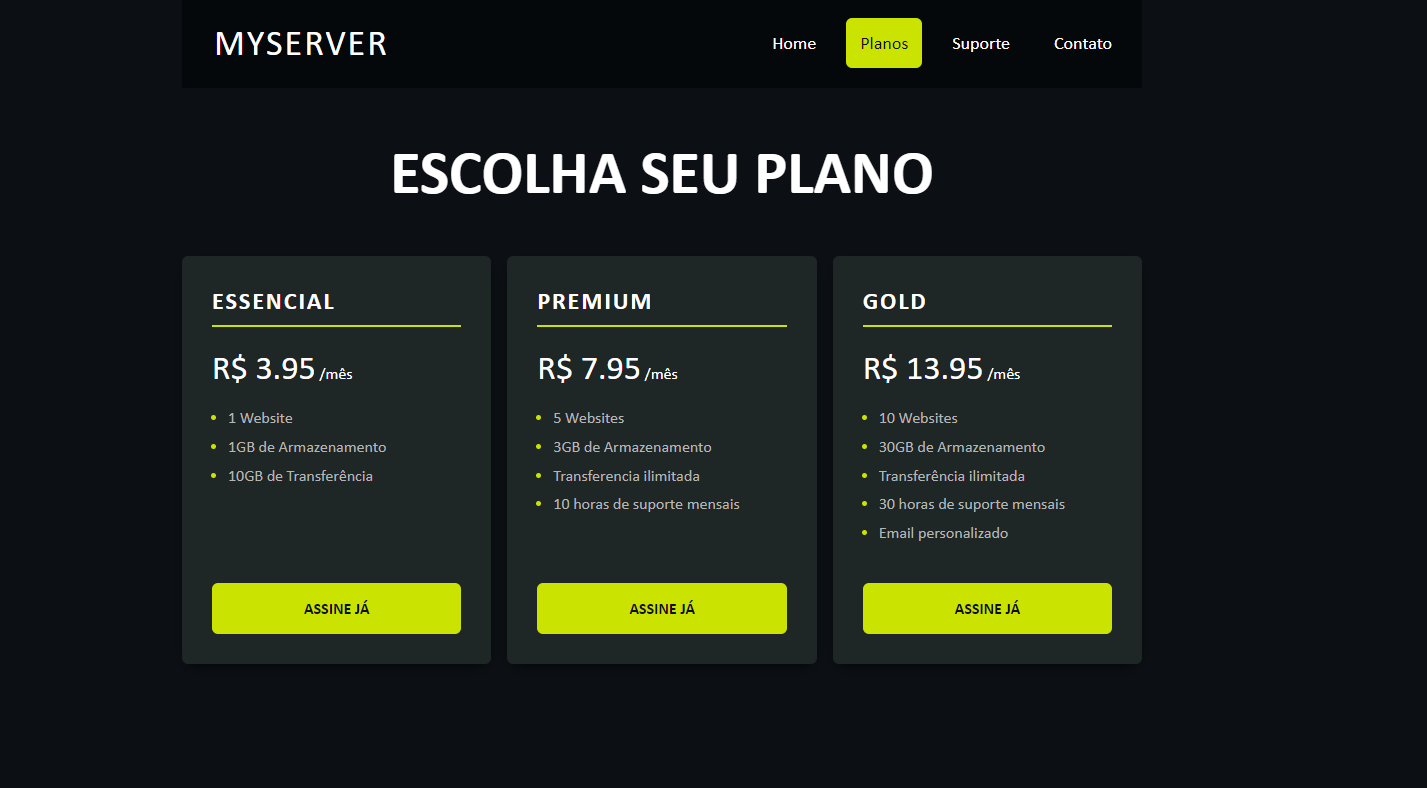 MYSERVER
Home Planos Suporte Contato
ESCOLHA SEU PLANO
ESSENCIAL
R$ 3.95 /mês
1 Website
1GB de Armazenamento
10GB de Transferência
ASSINE JÁ
PREMIUM
R$ 7.95 /mês
5 Websites
3GB de Armazenamento
Transferencia ilimitada
10 horas de suporte mensais
ASSINE JÁ
GOLD
R$ 13.95 /mês
10 Websites
30GB de Armazenamento
Transferência ilimitada
30 horas de suporte mensais
Email personalizado
ASSINE JÁ